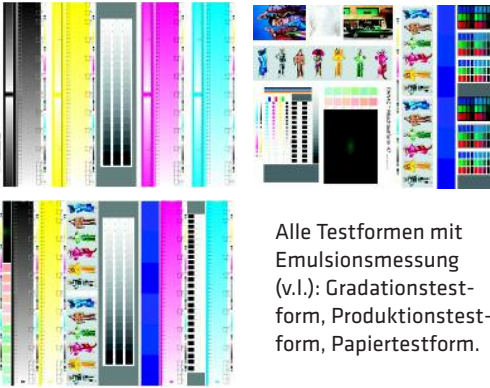 Alle Testformen mit
Emulsionsmessung
(v.l.): Gradationstest-
form, Produktionstest-
form, Papiertestform.